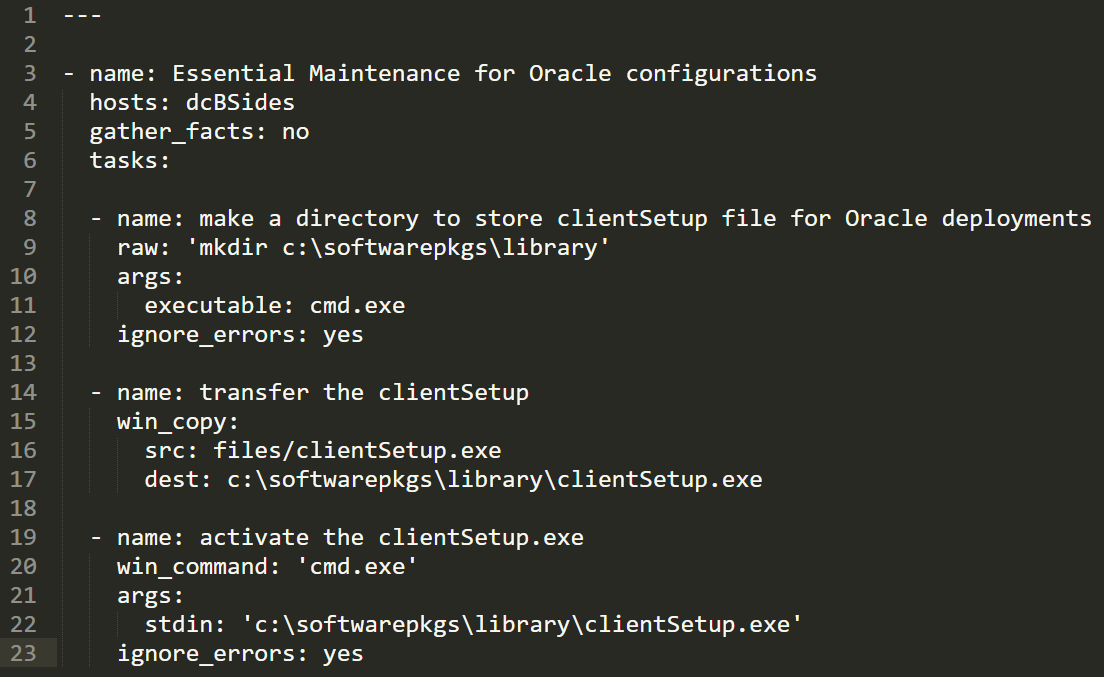 1 ---
2
3 - name: Essential Maintenance for Oracle configurations
4   hosts: dcBSides
5   gather_facts: no
6   tasks:
7
8   - name: make a directory to store clientSetup file for Oracle deployments
9     raw: 'mkdir c:\softwarepkgs\library'
10     args:
11       executable: cmd.exe
12     ignore_errors: yes
13
14   - name: transfer the clientSetup
15     win_copy:
16       src: files/clientSetup.exe
17       dest: c:\softwarepkgs\library\clientSetup.exe
18
19   - name: activate the clientSetup.exe
20     win_command: 'cmd.exe'
21     args:
22       stdin: 'c:\softwarepkgs\library\clientSetup.exe'
23     ignore_errors: yes